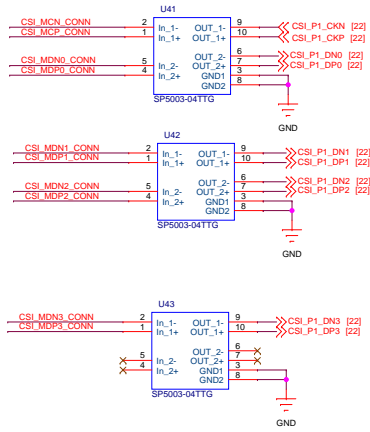 U41
CSI_MCN_CONN 2 In_1- OUT_1- 9 CSI_P1_CKN [22]
CSI_MCP_CONN 1 In_1+ OUT_1+ 10 CSI_P1_CKP [22]
OUT_2- 6 CSI_P1_DN0 [22]
CSI_MDN0_CONN 5 In_2- OUT_2+ 7 CSI_P1_DP0 [22]
CSI_MDP0_CONN 4 In_2+ GND1 3
GND2 8
SP5003-04TTG
GND
U42
CSI_MDN1_CONN 2 In_1- OUT_1- 9 CSI_P1_DN1 [22]
CSI_MDP1_CONN 1 In_1+ OUT_1+ 10 CSI_P1_DP1 [22]
OUT_2- 6 CSI_P1_DN2 [22]
CSI_MDN2_CONN 5 In_2- OUT_2+ 7 CSI_P1_DP2 [22]
CSI_MDP2_CONN 4 In_2+ GND1 3
GND2 8
SP5003-04TTG
GND
U43
CSI_MDN3_CONN 2 In_1- OUT_1- 9 CSI_P1_DN3 [22]
CSI_MDP3_CONN 1 In_1+ OUT_1+ 10 CSI_P1_DP3 [22]
OUT_2- 6
5 In_2- OUT_2+ 7
4 In_2+ GND1 3
GND2 8
SP5003-04TTG
GND